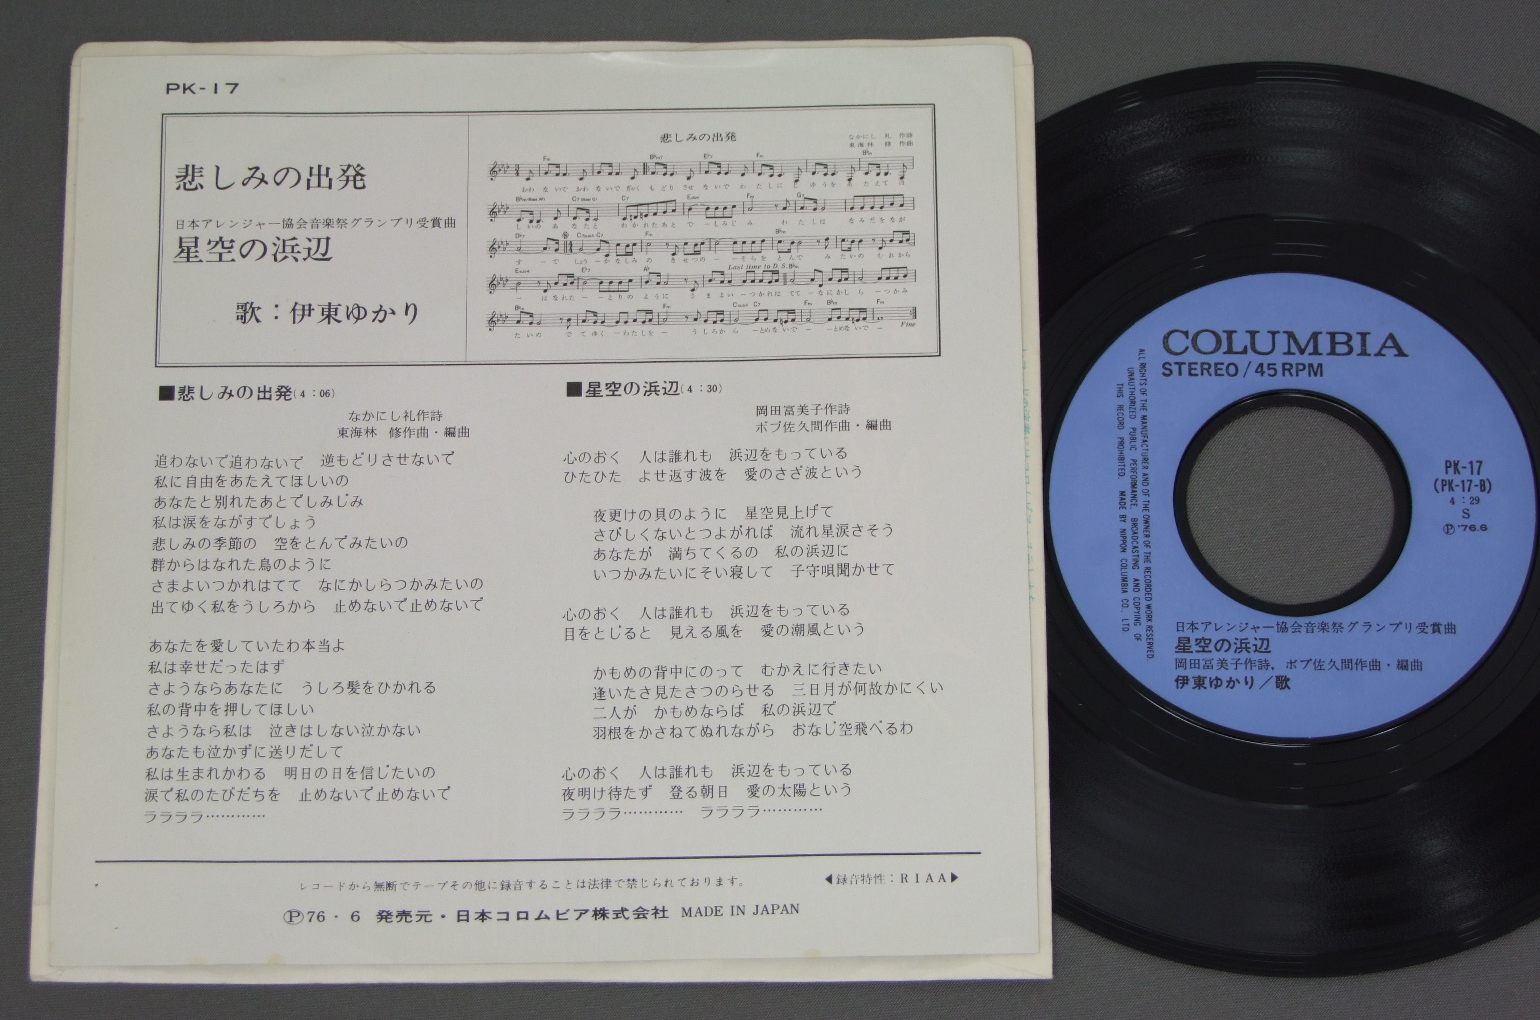 PK-17
悲しみの出発
日本アレンジャー協会音楽祭グランプリ受賞曲
星空の浜辺
歌：伊東ゆかり
悲しみの出発
なかにし 礼 作詩
東海林 修 作曲
Last time to D.S.
Fine
■悲しみの出発(4：06)
なかにし礼作詩
東海林　修作曲・編曲
追わないで追わないで　逆もどりさせないで
私に自由をあたえてほしいの
あなたと別れたあとでしみじみ
私は涙をながすでしょう
悲しみの季節の　空をとんでみたいの
群からはなれた鳥のように
さまよいつかれはてて　なにかしらつかみたいの
出てゆく私をうしろから　止めないで止めないで
あなたを愛していたわ本当よ
私は幸せだったはず
さようならあなたに　うしろ髪をひかれる
私の背中を押してほしい
さようなら私は　泣きはしない泣かない
あなたも泣かずに送りだして
私は生まれかわる　明日の日を信じたいの
涙で私のたびだちを　止めないで止めないで
ララララ…………
■星空の浜辺(4：30)
岡田冨美子作詩
ボブ佐久間作曲・編曲
心のおく　人は誰れも　浜辺をもっている
ひたひた　よせ返す波を　愛のさざ波という
夜更けの貝のように　星空見上げて
さびしくないとつよがれば　流れ星涙さそう
あなたが　満ちてくるの　私の浜辺に
いつかみたいにそい寝して　子守唄聞かせて
心のおく　人は誰れも　浜辺をもっている
目をとじると　見える風を　愛の潮風という
かもめの背中にのって　むかえに行きたい
逢いたさ見たさつのらせる　三日月が何故かにくい
二人が　かもめならば　私の浜辺で
羽根をかさねてぬれながら　おなじ空飛べるわ
心のおく　人は誰れも　浜辺をもっている
夜明け待たず　登る朝日　愛の太陽という
ララララ…………　ララララ…………
レコードから無断でテープその他に録音することは法律で禁じられております。
◀録音特性：RIAA▶
Ⓟ76・6 発売元・日本コロムビア株式会社 MADE IN JAPAN
COLUMBIA
STEREO/45RPM
ALL RIGHTS OF THE MANUFACTURER AND OF THE OWNER OF THE RECORDED WORK RESERVED.
UNAUTHORIZED PUBLIC PERFORMANCE, BROADCASTING AND COPYING OF
THIS RECORD PROHIBITED. MADE BY NIPPON COLUMBIA CO., LTD.
PK-17
(PK-17-B)
4：29
S
Ⓟ'76.6
日本アレンジャー協会音楽祭グランプリ受賞曲
星空の浜辺
岡田冨美子作詩、ボブ佐久間作曲・編曲
伊東ゆかり／歌